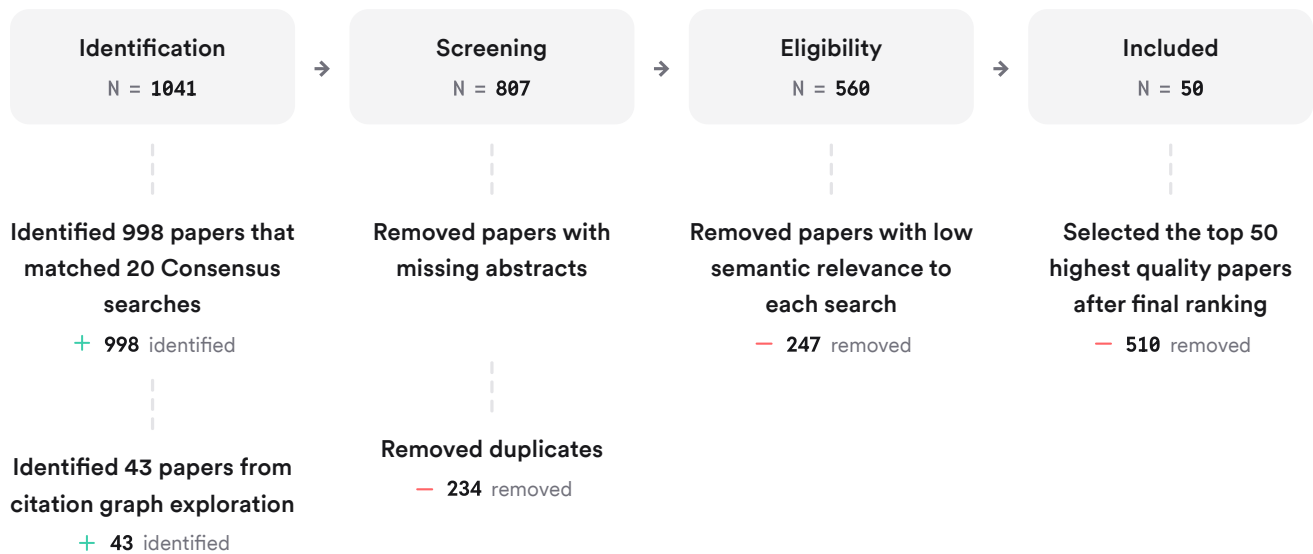 Identification
N = 1041
Identified 998 papers that
matched 20 Consensus
searches
+ 998 identified
Identified 43 papers from
citation graph exploration
+ 43 identified
Screening
N = 807
Removed papers with
missing abstracts
Removed duplicates
− 234 removed
Eligibility
N = 560
Removed papers with low
semantic relevance to
each search
− 247 removed
Included
N = 50
Selected the top 50
highest quality papers
after final ranking
− 510 removed